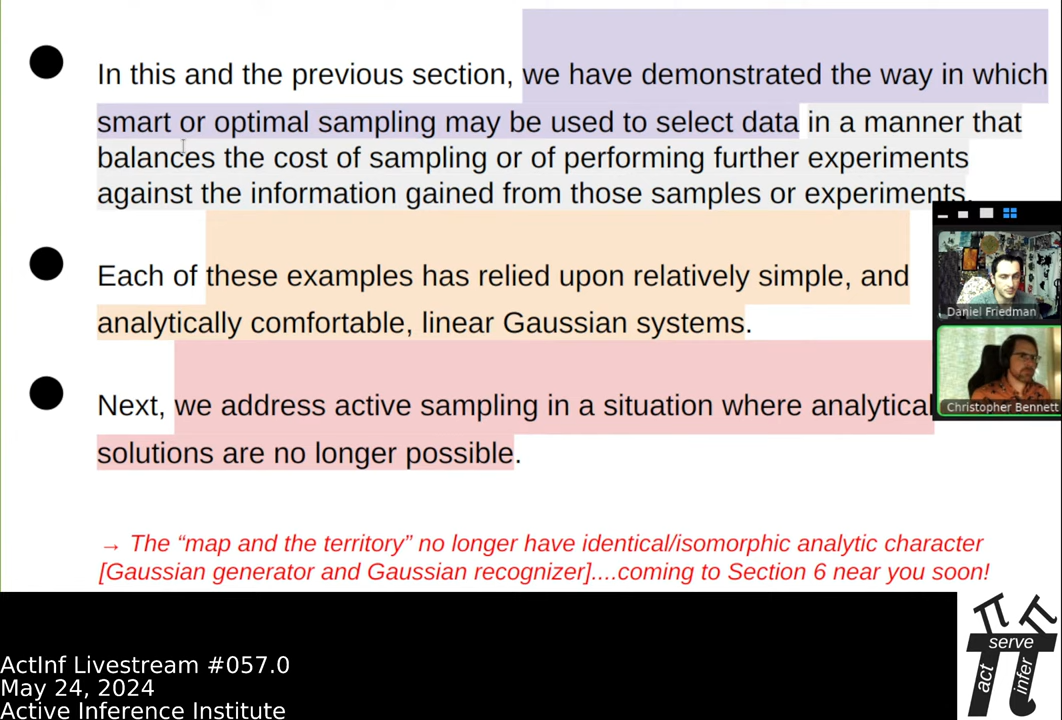 In this and the previous section, we have demonstrated the way in which
smart or optimal sampling may be used to select data in a manner that
balances the cost of sampling or of performing further experiments
against the information gained from those samples or experiments.
Each of these examples has relied upon relatively simple, and
analytically comfortable, linear Gaussian systems.
Next, we address active sampling in a situation where analytical
solutions are no longer possible.
→ The “map and the territory” no longer have identical/isomorphic analytic character
[Gaussian generator and Gaussian recognizer]....coming to Section 6 near you soon!
Daniel Friedman
Christopher Bennett
ActInf Livestream #057.0
May 24, 2024
Active Inference Institute
serve
act
infer